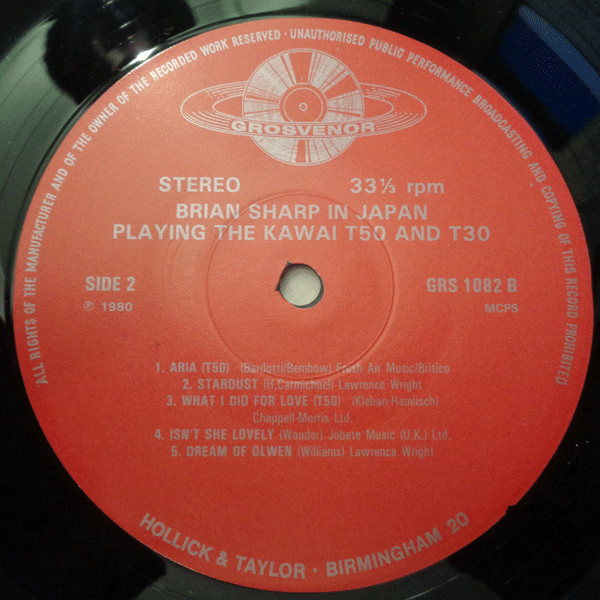 ALL RIGHTS OF THE MANUFACTURER AND OF THE OWNER OF THE RECORDED WORK RESERVED · UNAUTHORISED PUBLIC PERFORMANCE BROADCASTING AND COPYING OF THIS RECORD PROHIBITED
GROSVENOR
STEREO 33⅓ rpm
BRIAN SHARP IN JAPAN
PLAYING THE KAWAI T50 AND T30
SIDE 2 GRS 1082 B
℗ 1980 MCPS
1. ARIA (T50) (Bardotti/Bembow) Fresh Air Music/Britico
2. STARDUST (H.Carmichael) Lawrence Wright
3. WHAT I DID FOR LOVE (T50) (Kleban Hamlisch)
Chappell-Morris Ltd.
4. ISN'T SHE LOVELY (Wonder) Jobete Music (U.K.) Ltd.
5. DREAM OF OLWEN (Williams) Lawrence Wright
HOLLICK & TAYLOR · BIRMINGHAM 20